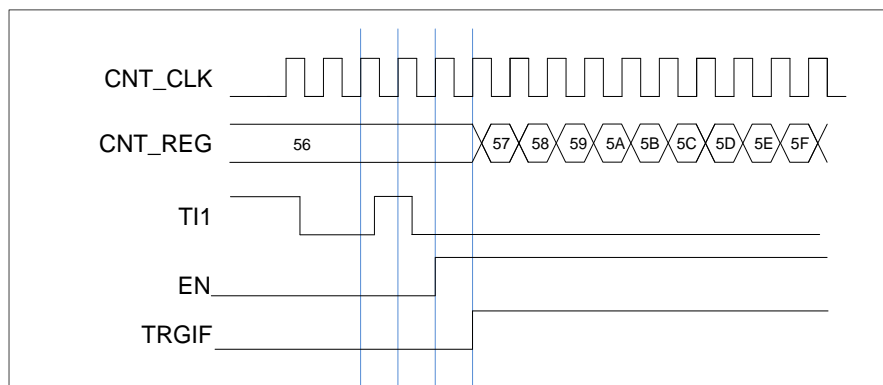 CNT_CLK
CNT_REG 56 57 58 59 5A 5B 5C 5D 5E 5F
TI1
EN
TRGIF